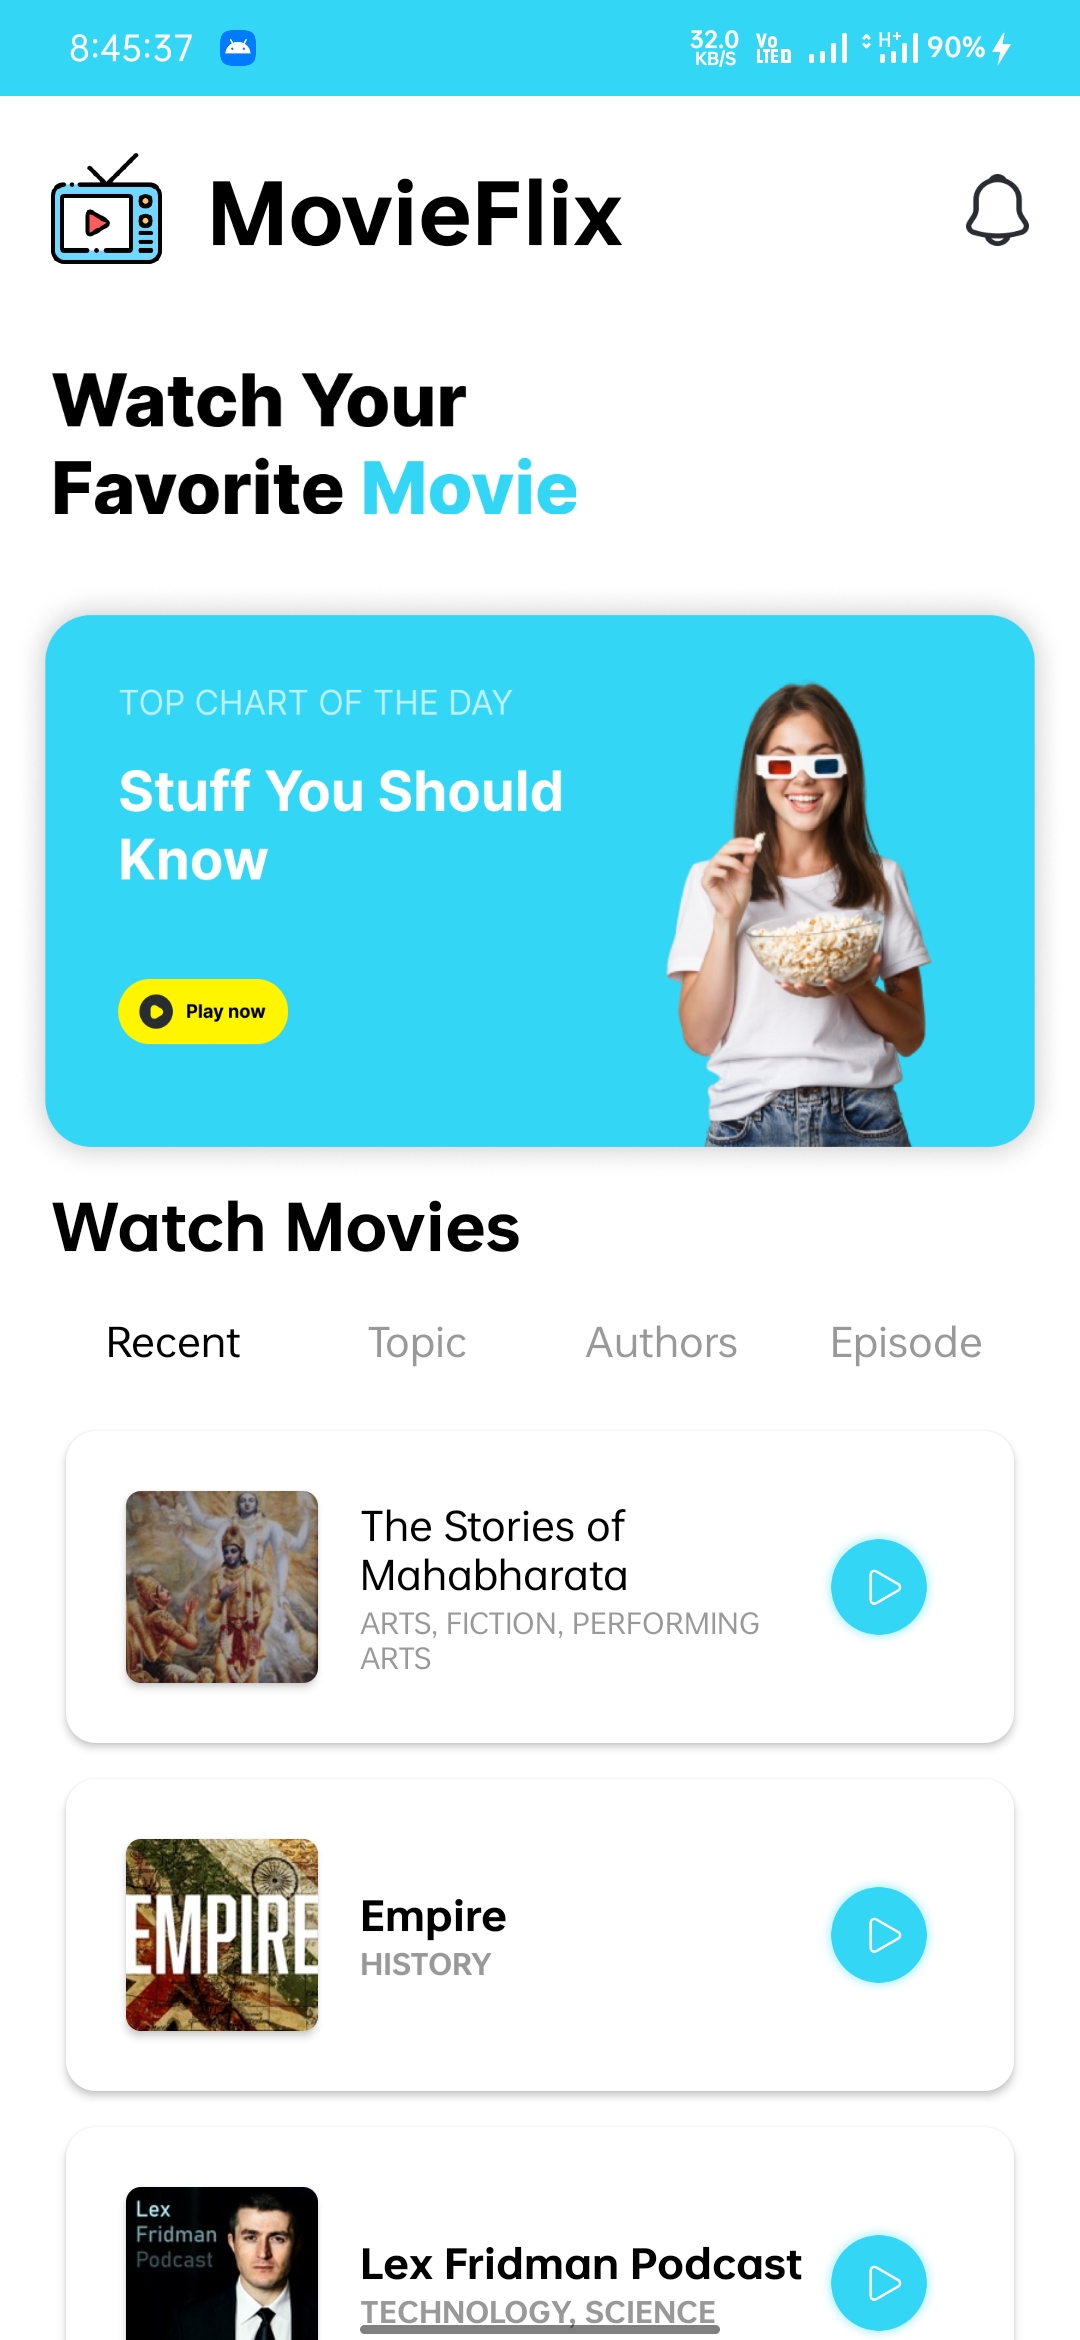 8:45:37
32.0 KB/S
Vo LTED
H+
90%
MovieFlix
Watch Your
Favorite Movie
TOP CHART OF THE DAY
Stuff You Should
Know
Play now
Watch Movies
Recent
Topic
Authors
Episode
The Stories of
Mahabharata
ARTS, FICTION, PERFORMING
ARTS
EMPIRE
Empire
HISTORY
Lex
Fridman
Podcast
Lex Fridman Podcast
TECHNOLOGY, SCIENCE